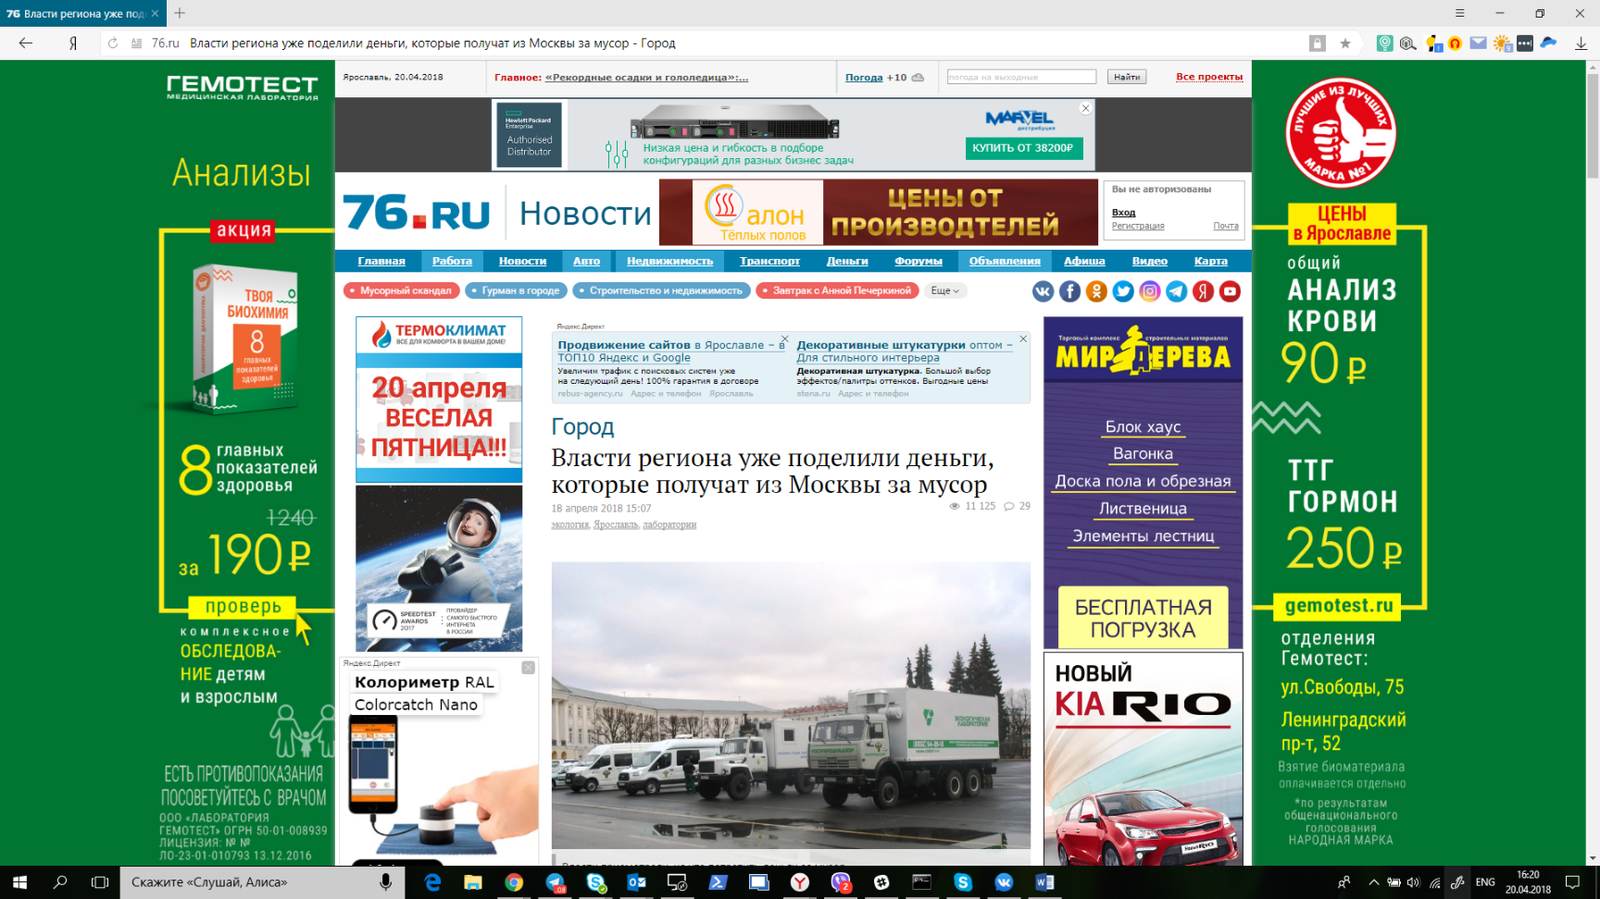 76 Власти региона уже под
76.ru Власти региона уже поделили деньги, которые получат из Москвы за мусор - Город
ГЕМОТЕСТ
МЕДИЦИНСКАЯ ЛАБОРАТОРИЯ
Анализы
акция
ТВОЯ
БИОХИМИЯ
8
главных
показателей
здоровья
8 главных
показателей
здоровья
1240
за 190₽
проверь
комплексное
ОБСЛЕДОВА-
НИЕ детям
и взрослым
ЕСТЬ ПРОТИВОПОКАЗАНИЯ
ПОСОВЕТУЙТЕСЬ С ВРАЧОМ
ООО «ЛАБОРАТОРИЯ
ГЕМОТЕСТ» ОГРН 50-01-008939
ЛИЦЕНЗИЯ: № №
ЛО-23-01-010793 13.12.2016
Ярославль, 20.04.2018
Главное: «Рекордные осадки и гололедица»:...
Погода +10
погода на выходные
Найти
Все проекты
Hewlett Packard
Enterprise
Authorised
Distributor
Низкая цена и гибкость в подборе
конфигураций для разных бизнес задач
MARVEL
дистрибуция
КУПИТЬ ОТ 38200₽
76.RU
Новости
алон
Тёплых полов
ЦЕНЫ ОТ
ПРОИЗВОДТЕЛЕЙ
Вы не авторизованы
Вход
Регистрация
Почта
Главная Работа Новости Авто Недвижимость Транспорт Деньги Форумы Объявления Афиша Видео Карта
• Мусорный скандал
• Гурман в городе
• Строительство и недвижимость
• Завтрак с Анной Печеркиной
Еще
ТЕРМОКЛИМАТ
ВСЕ ДЛЯ КОМФОРТА В ВАШЕМ ДОМЕ!
20 апреля
ВЕСЕЛАЯ
ПЯТНИЦА!!!
SPEEDTEST
AWARDS
2017
ПРОВАЙДЕР
САМОГО БЫСТРОГО
ИНТЕРНЕТА
В РОССИИ
Яндекс.Директ
Колориметр RAL
Colorcatch Nano
Яндекс.Директ
Продвижение сайтов в Ярославле – в
ТОП10 Яндекс и Google
Увеличим трафик с поисковых систем уже
на следующий день! 100% гарантия в договоре
rebus-agency.ru Адрес и телефон Ярославль
Декоративные штукатурки оптом –
Для стильного интерьера
Декоративная штукатурка. Большой выбор
эффектов/палитры оттенков. Выгодные цены
stena.ru Адрес и телефон
Город
Власти региона уже поделили деньги,
которые получат из Москвы за мусор
18 апреля 2018 15:07
11 125
29
экология, Ярославль, лаборатории
РОСПРИРОДНАДЗОР
ЭКОЛОГИЧЕСКАЯ
ЛАБОРАТОРИЯ
Торговый комплекс строительных материалов
МИР ДЕРЕВА
Блок хаус
Вагонка
Доска пола и обрезная
Лиственица
Элементы лестниц
БЕСПЛАТНАЯ
ПОГРУЗКА
НОВЫЙ
KIA RIO
ЛУЧШИЕ ИЗ ЛУЧШИХ
МАРКА №1
ЦЕНЫ
в Ярославле
общий
АНАЛИЗ
КРОВИ
90 ₽
ТТГ
ГОРМОН
250 ₽
gemotest.ru
отделения
Гемотест:
ул.Свободы, 75
Ленинградский
пр-т, 52
Взятие биоматериала
оплачивается отдельно
*по результатам
общенационального
голосования
НАРОДНАЯ МАРКА
Скажите «Слушай, Алиса»
ENG
16:20
20.04.2018